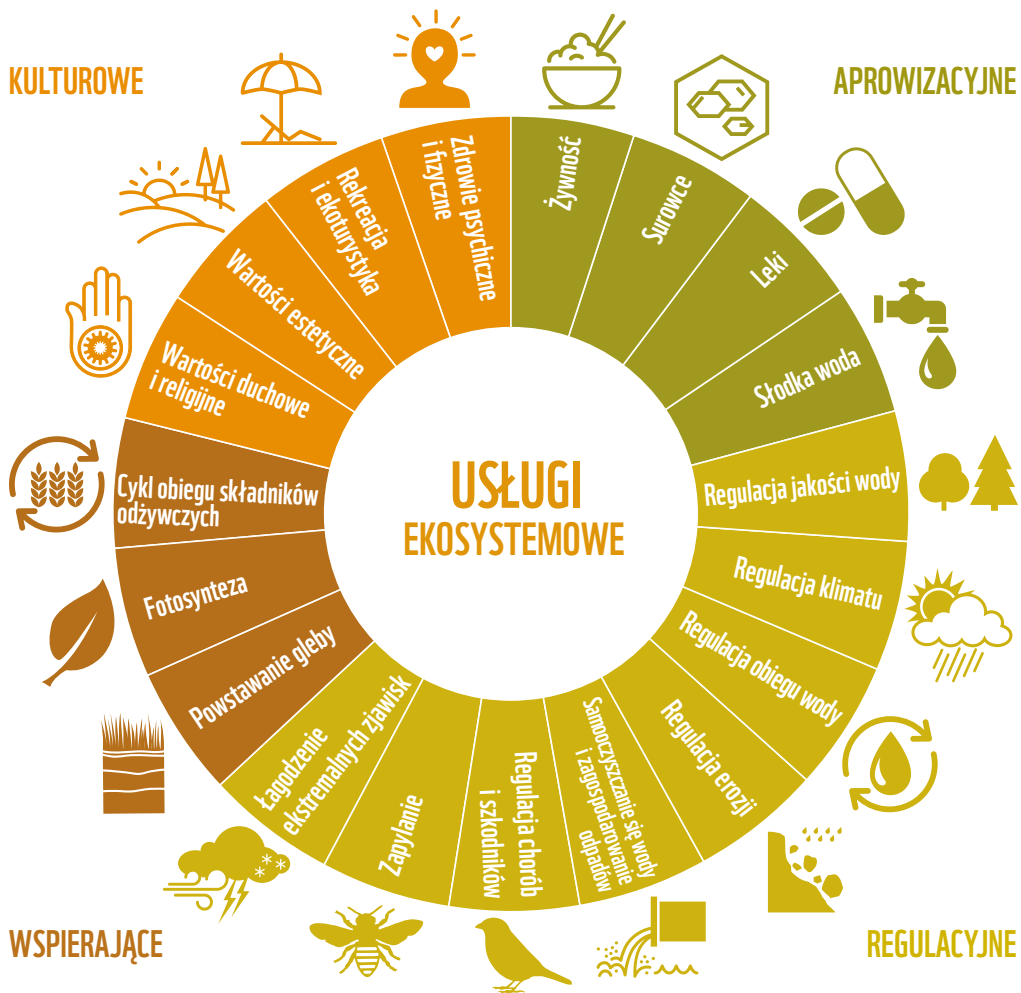 KULTUROWE
APROWIZACYJNE
Zdrowie psychiczne
i fizyczne
Żywność
Surowce
Leki
Słodka woda
Regulacja jakości wody
Regulacja klimatu
Regulacja obiegu wody
Regulacja erozji
Samooczyszczanie się wody
i zagospodarowanie
odpadów
Regulacja chorób
i szkodników
Zapylanie
Łagodzenie
ekstremalnych zjawisk
Powstawanie gleby
Fotosynteza
Cykl obiegu składników
odżywczych
Wartości duchowe
i religijne
Wartości estetyczne
Rekreacja
i ekoturystyka
USŁUGI
EKOSYSTEMOWE
WSPIERAJĄCE
REGULACYJNE